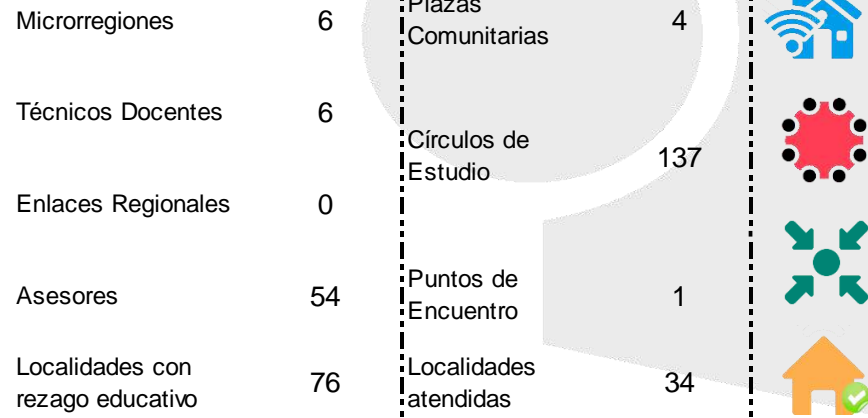 Microrregiones 6
Plazas
Comunitarias 4
Técnicos Docentes 6
Círculos de
Estudio 137
Enlaces Regionales 0
Asesores 54
Puntos de
Encuentro 1
Localidades con
rezago educativo 76
Localidades
atendidas 34